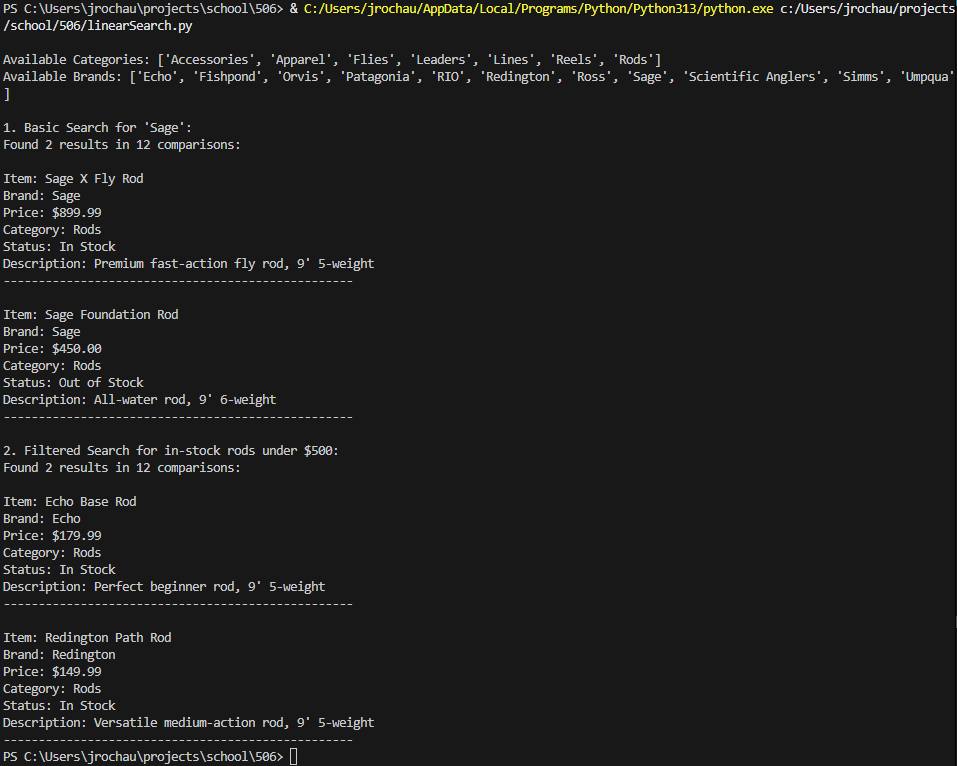 PS C:\Users\jrochau\projects\school\506> & C:/Users/jrochau/AppData/Local/Programs/Python/Python313/python.exe c:/Users/jrochau/projects
/school/506/linearSearch.py
Available Categories: ['Accessories', 'Apparel', 'Flies', 'Leaders', 'Lines', 'Reels', 'Rods']
Available Brands: ['Echo', 'Fishpond', 'Orvis', 'Patagonia', 'RIO', 'Redington', 'Ross', 'Sage', 'Scientific Anglers', 'Simms', 'Umpqua'
]
1. Basic Search for 'Sage':
Found 2 results in 12 comparisons:
Item: Sage X Fly Rod
Brand: Sage
Price: $899.99
Category: Rods
Status: In Stock
Description: Premium fast-action fly rod, 9' 5-weight
--------------------------------------------------
Item: Sage Foundation Rod
Brand: Sage
Price: $450.00
Category: Rods
Status: Out of Stock
Description: All-water rod, 9' 6-weight
--------------------------------------------------
2. Filtered Search for in-stock rods under $500:
Found 2 results in 12 comparisons:
Item: Echo Base Rod
Brand: Echo
Price: $179.99
Category: Rods
Status: In Stock
Description: Perfect beginner rod, 9' 5-weight
--------------------------------------------------
Item: Redington Path Rod
Brand: Redington
Price: $149.99
Category: Rods
Status: In Stock
Description: Versatile medium-action rod, 9' 5-weight
--------------------------------------------------
PS C:\Users\jrochau\projects\school\506>